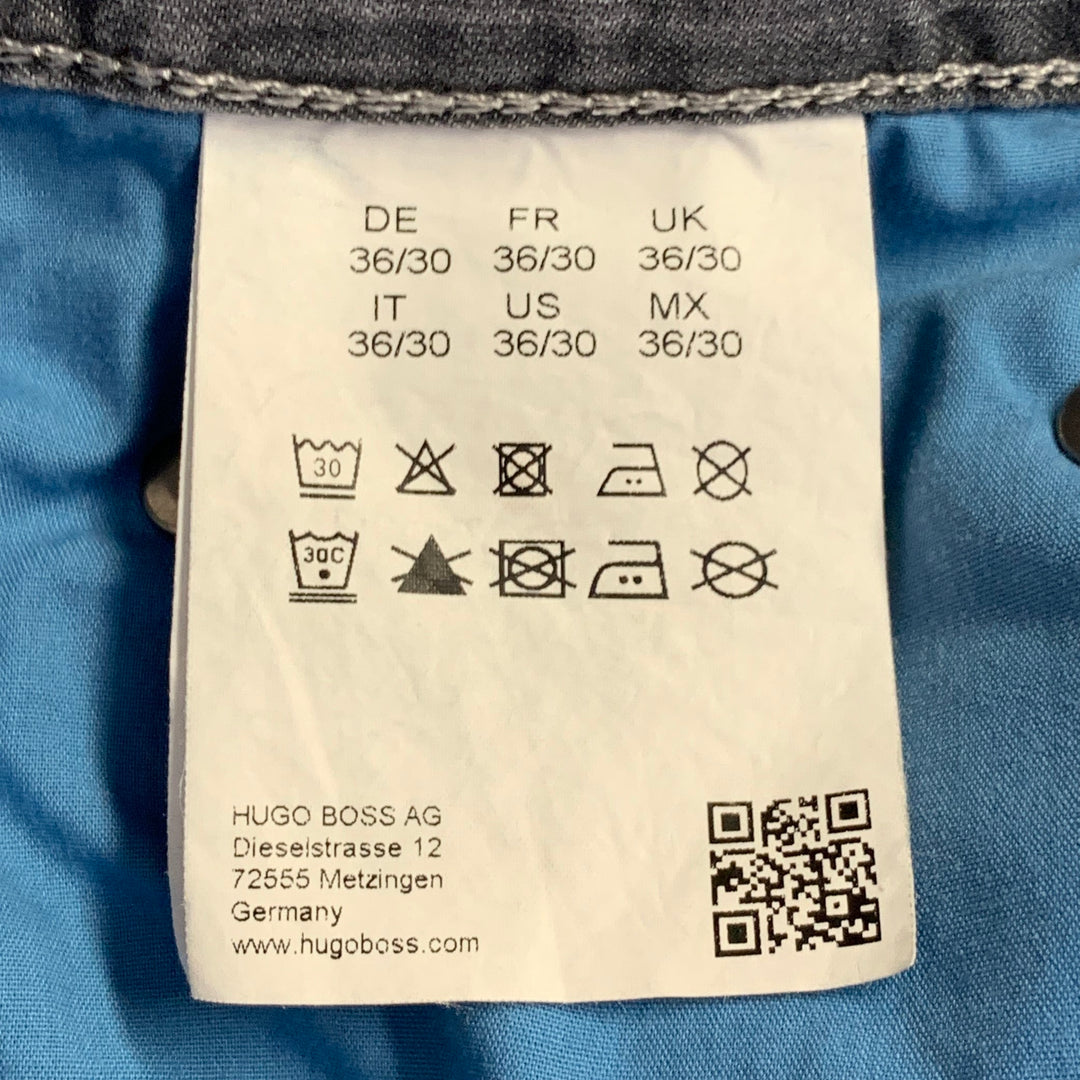 DE FR UK
36/30 36/30 36/30
IT US MX
36/30 36/30 36/30
30
30C
HUGO BOSS AG
Dieselstrasse 12
72555 Metzingen
Germany
www.hugoboss.com